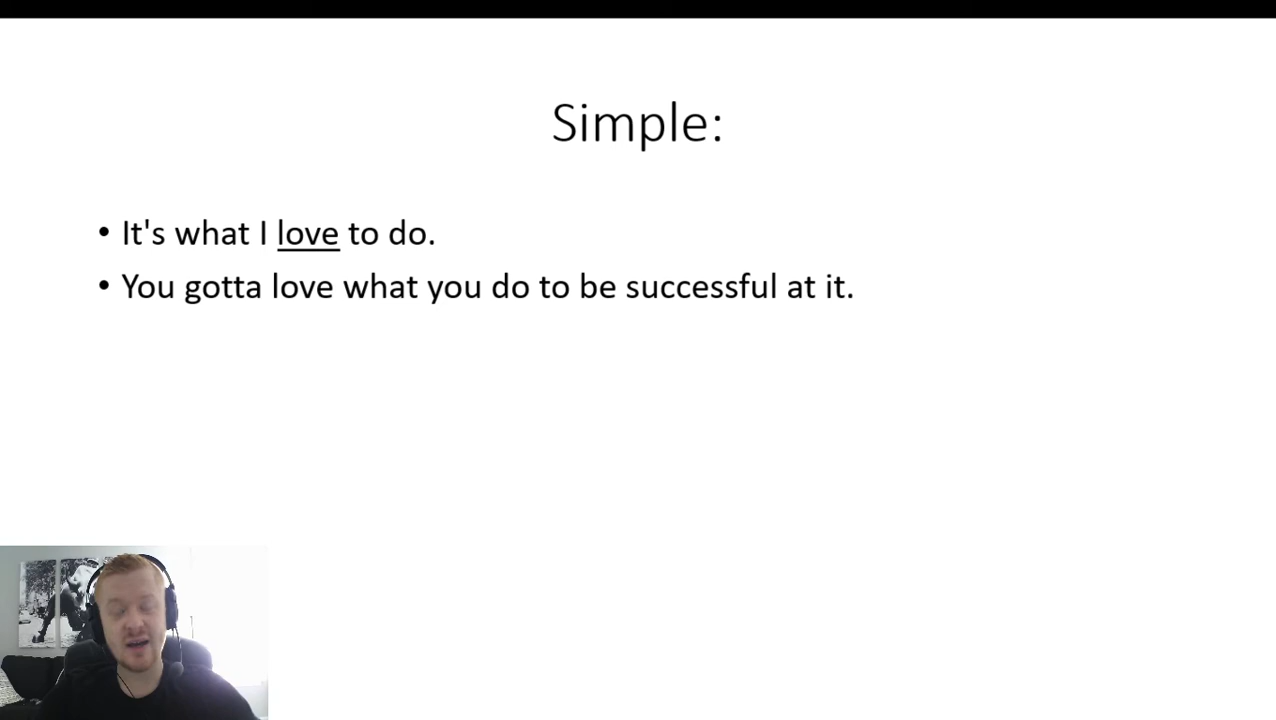 Simple:
• It's what I love to do.
• You gotta love what you do to be successful at it.